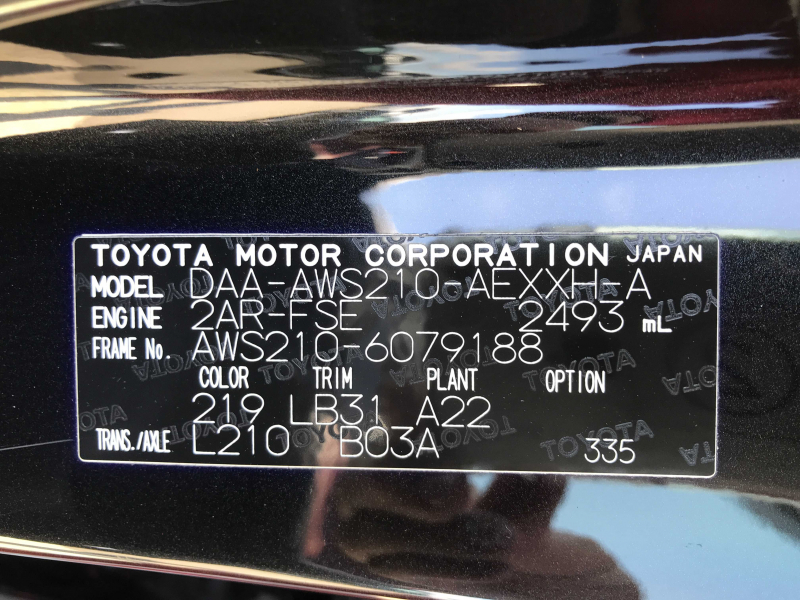 TOYOTA MOTOR CORPORATION JAPAN
MODEL DAA-AWS210-AEXXH-A
ENGINE 2AR-FSE 2493 mL
FRAME No. AWS210-6079188
COLOR TRIM PLANT OPTION
219 LB31 A22
TRANS./AXLE L210 B03A 335